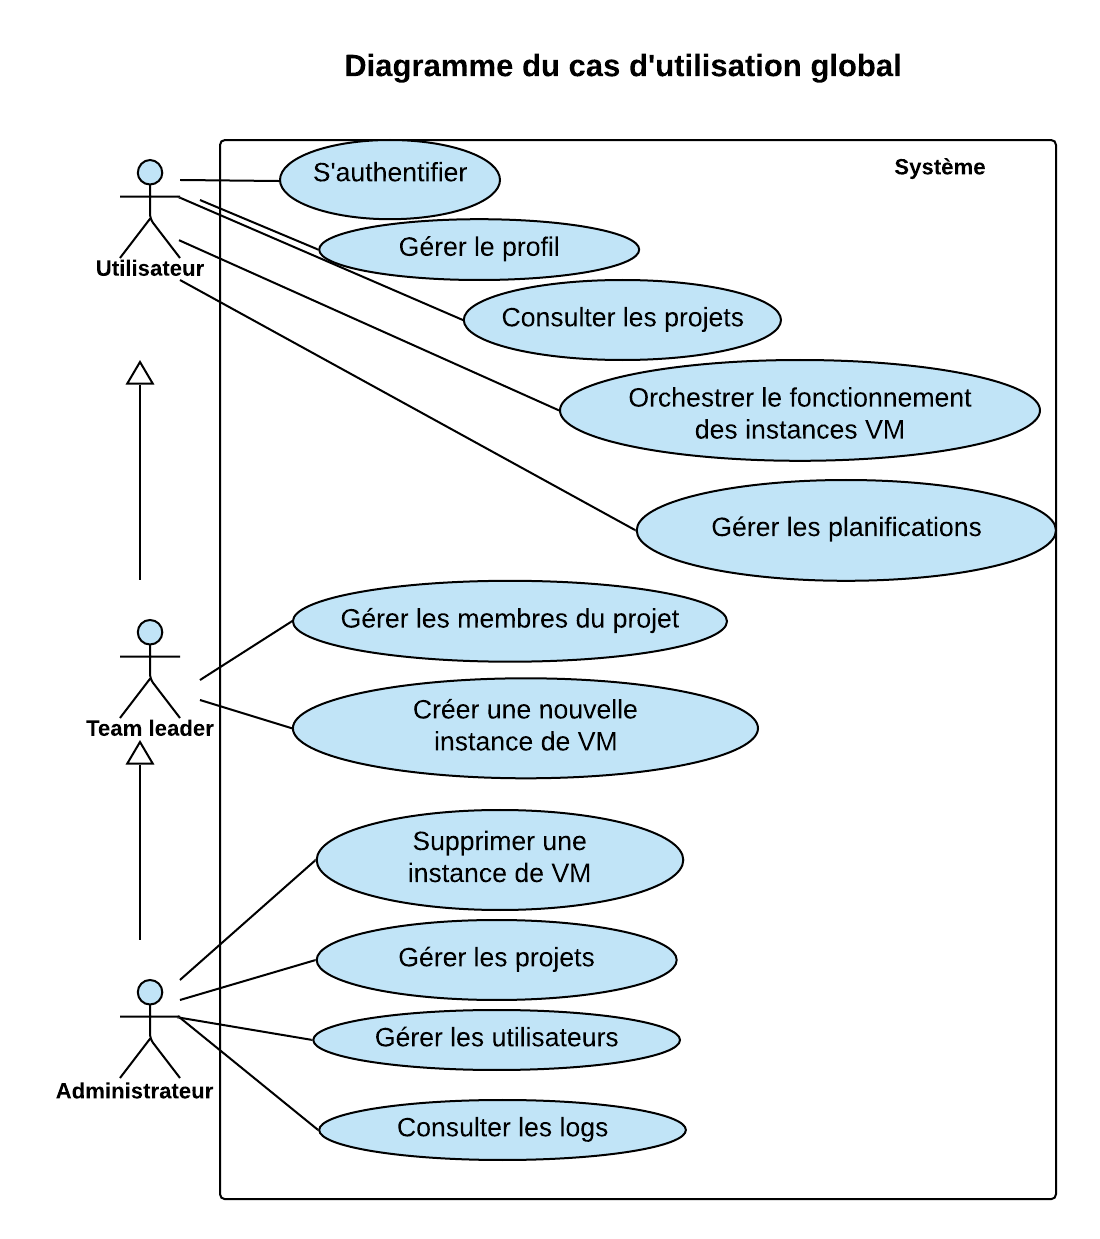 Diagramme du cas d'utilisation global
Système
S'authentifier
Gérer le profil
Utilisateur
Consulter les projets
Orchestrer le fonctionnement
des instances VM
Gérer les planifications
Gérer les membres du projet
Team leader
Créer une nouvelle
instance de VM
Supprimer une
instance de VM
Gérer les projets
Gérer les utilisateurs
Administrateur
Consulter les logs